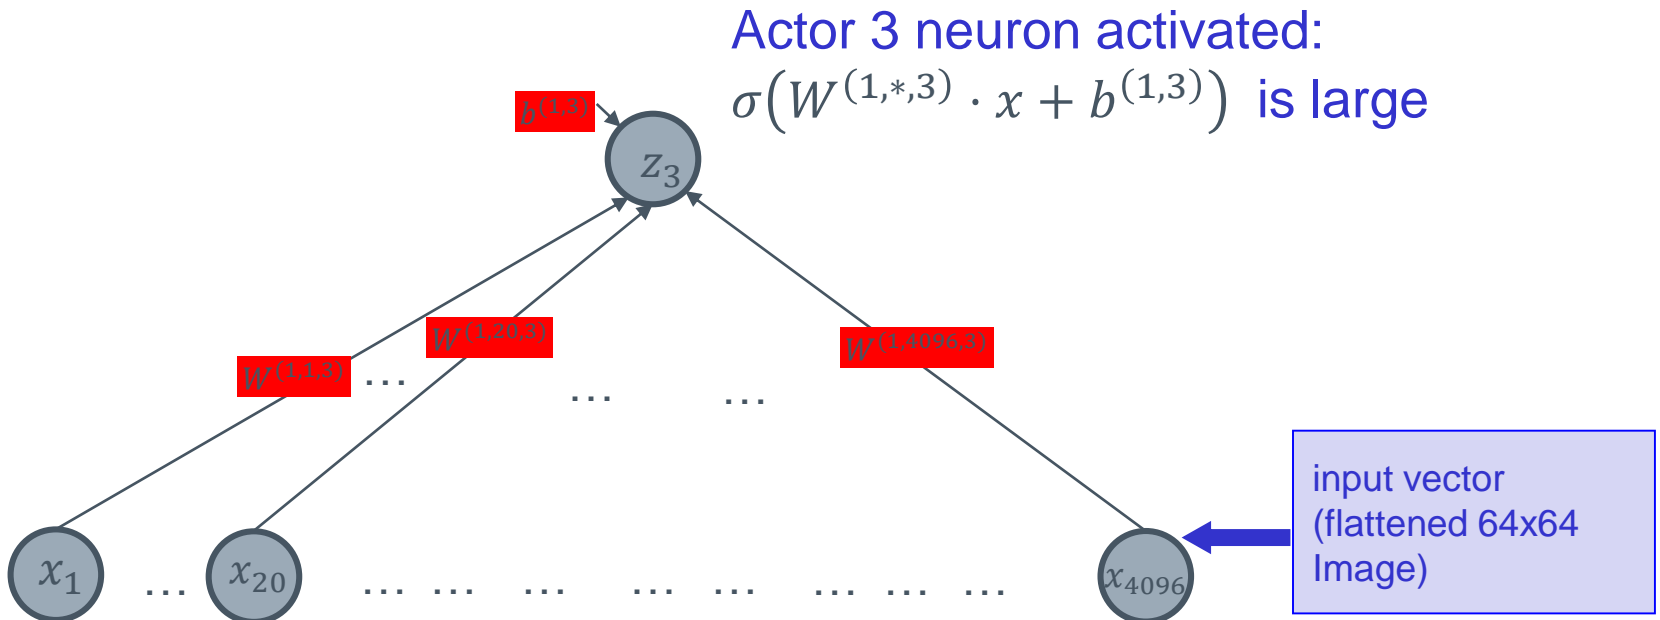 Actor 3 neuron activated:
σ(W^(1,*,3) · x + b^(1,3)) is large
b^(1,3)
z_3
W^(1,1,3)
...
W^(1,20,3)
...
...
W^(1,4096,3)
input vector
(flattened 64x64
Image)
x_1 ... x_20 ... ... ... ... ... ... ... ... x_4096